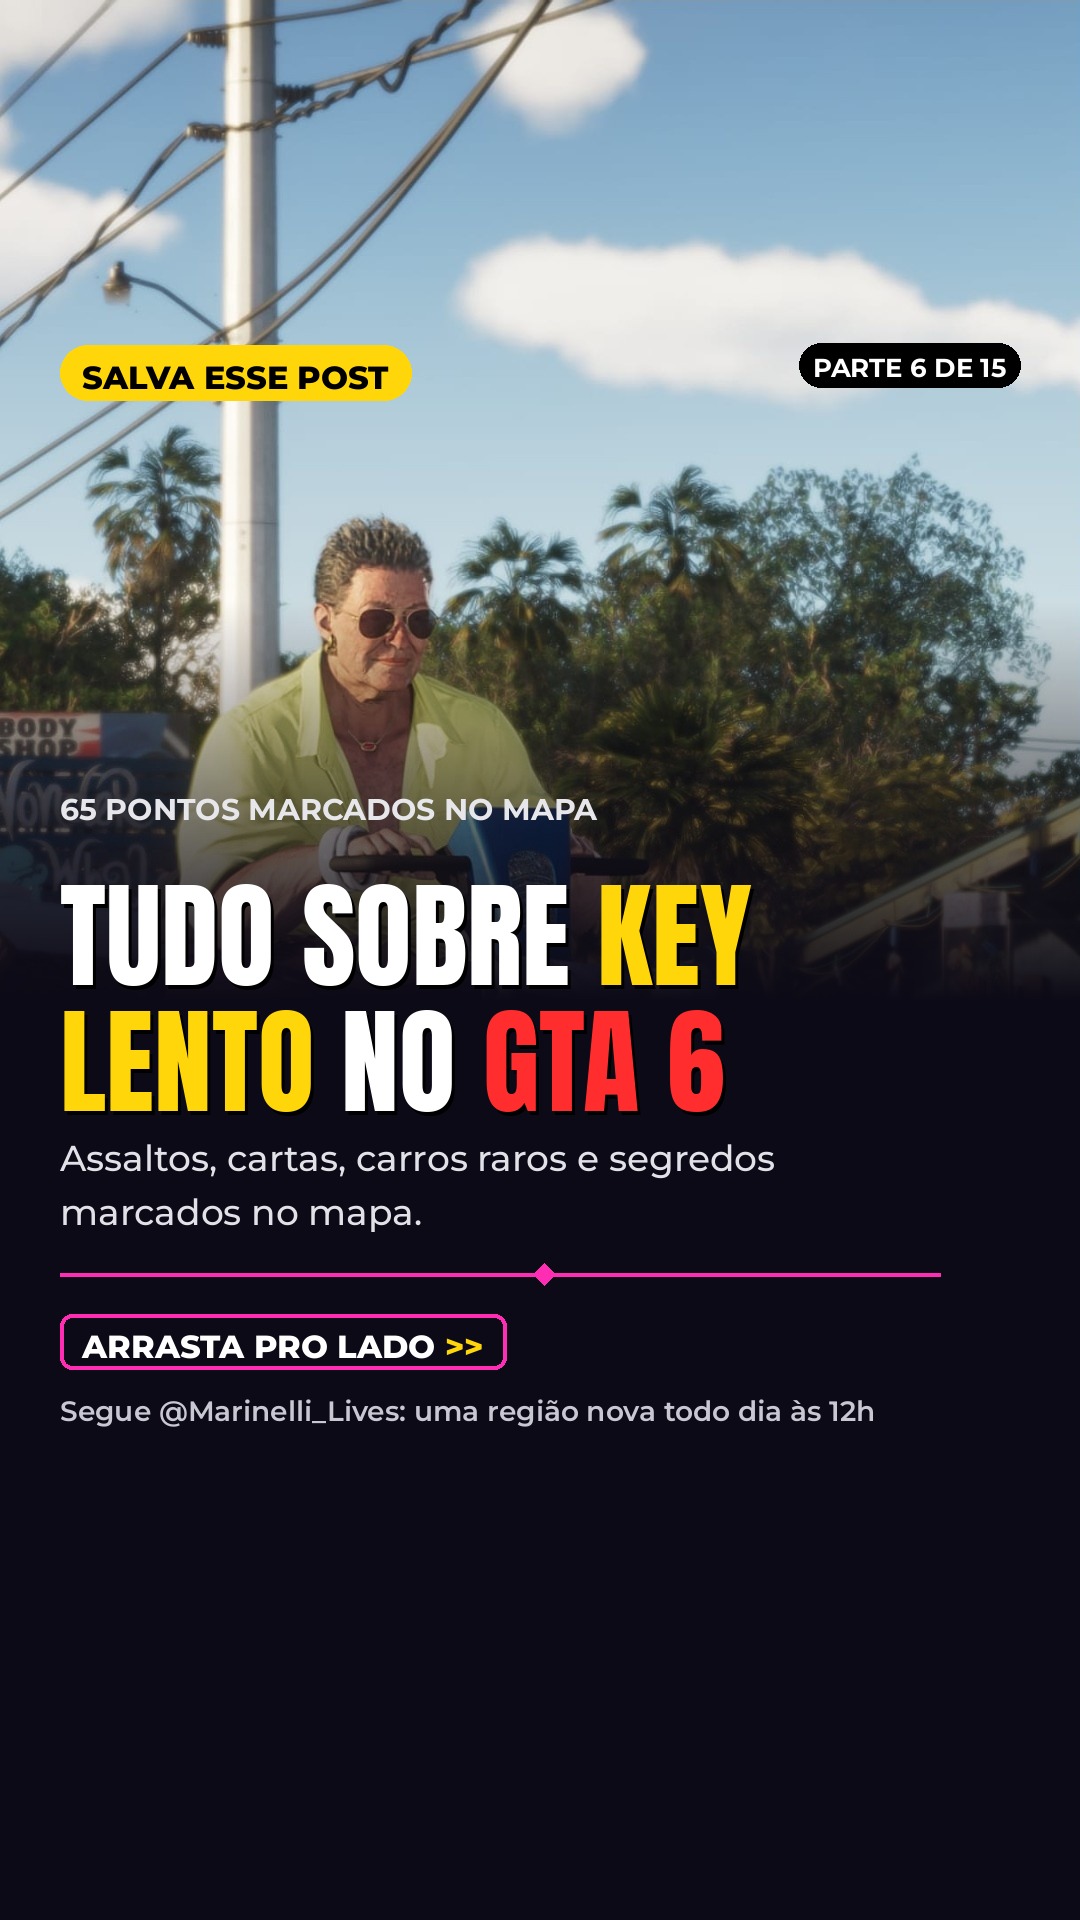 SALVA ESSE POST
PARTE 6 DE 15
BODY
SHOP
65 PONTOS MARCADOS NO MAPA
TUDO SOBRE KEY
LENTO NO GTA 6
Assaltos, cartas, carros raros e segredos
marcados no mapa.
ARRASTA PRO LADO >>
Segue @Marinelli_Lives: uma região nova todo dia às 12h